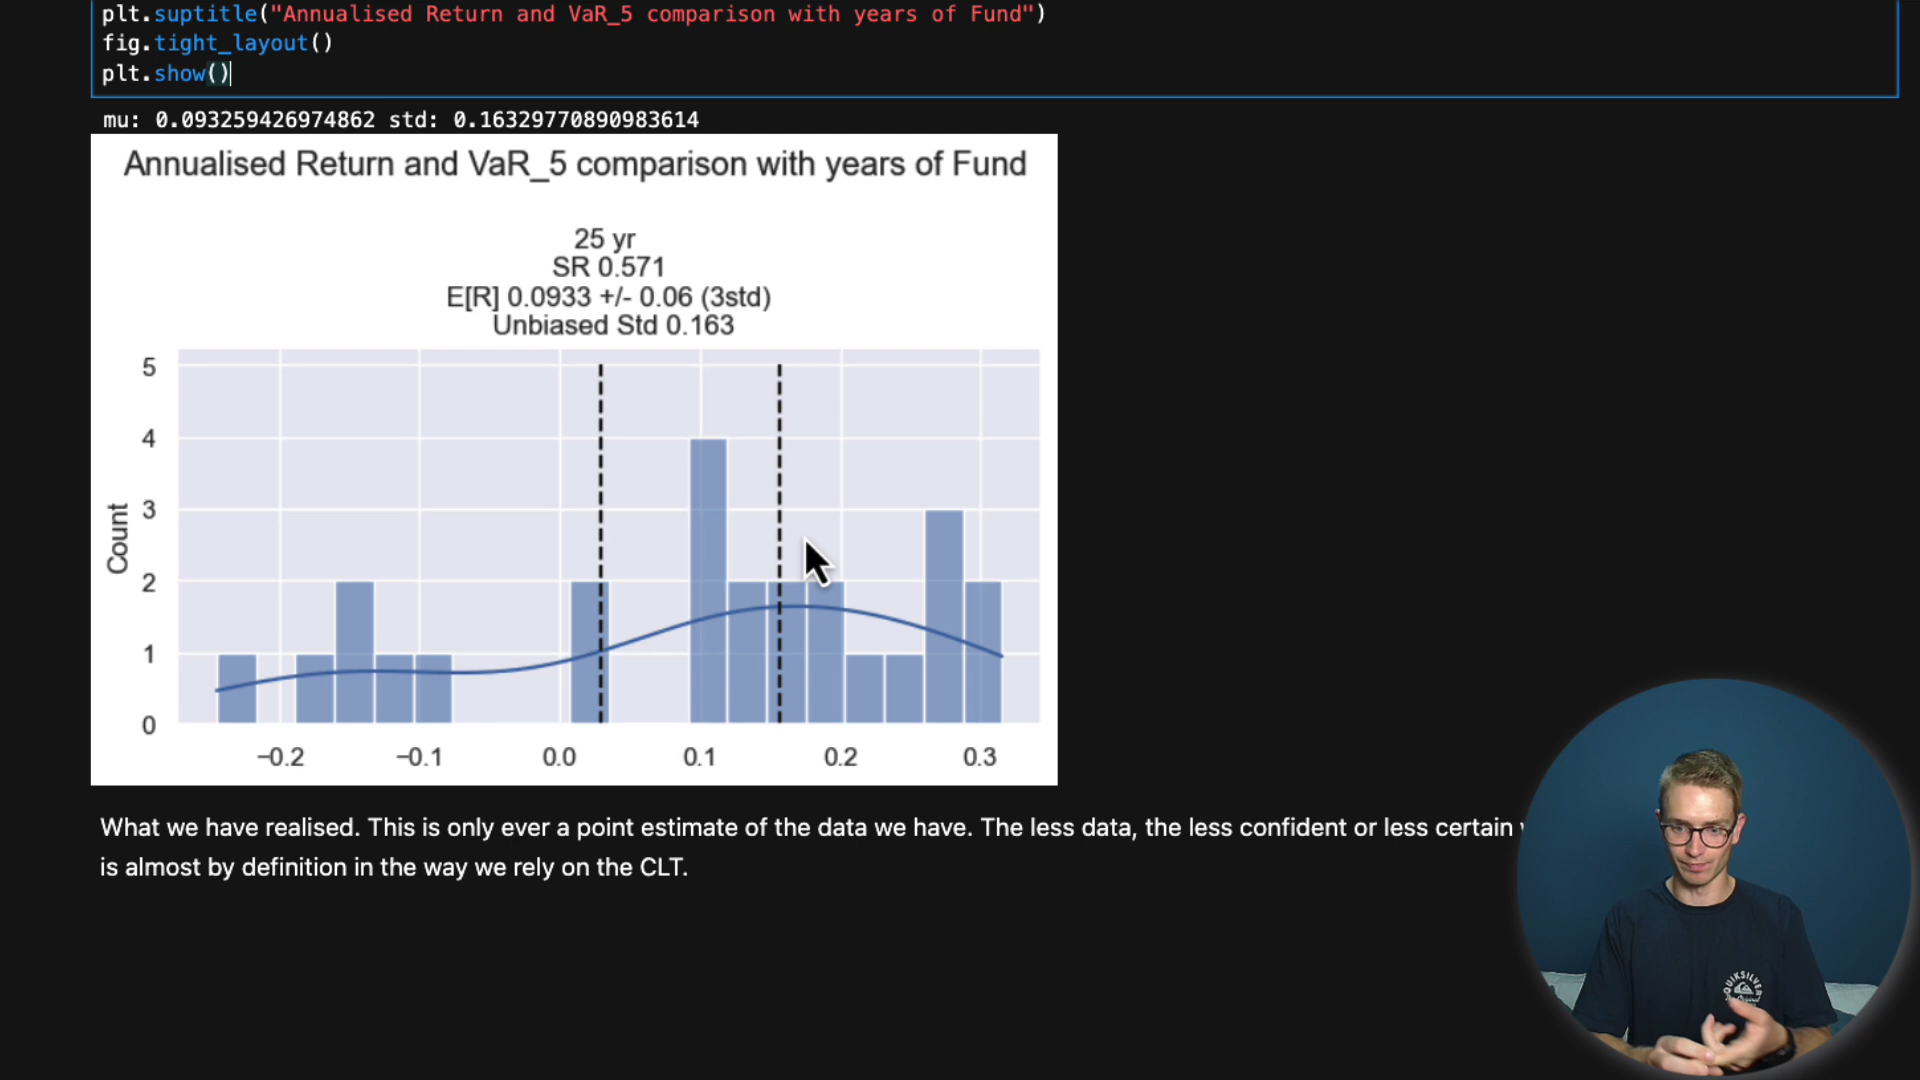 plt.suptitle("Annualised Return and VaR_5 comparison with years of Fund")
fig.tight_layout()
plt.show()
mu: 0.093259426974862 std: 0.16329770890983614
Annualised Return and VaR_5 comparison with years of Fund
25 yr
SR 0.571
E[R] 0.0933 +/- 0.06 (3std)
Unbiased Std 0.163
5
4
3
2
1
0
Count
−0.2 −0.1 0.0 0.1 0.2 0.3
What we have realised. This is only ever a point estimate of the data we have. The less data, the less confident or less certain
is almost by definition in the way we rely on the CLT.
QUIKSILVER